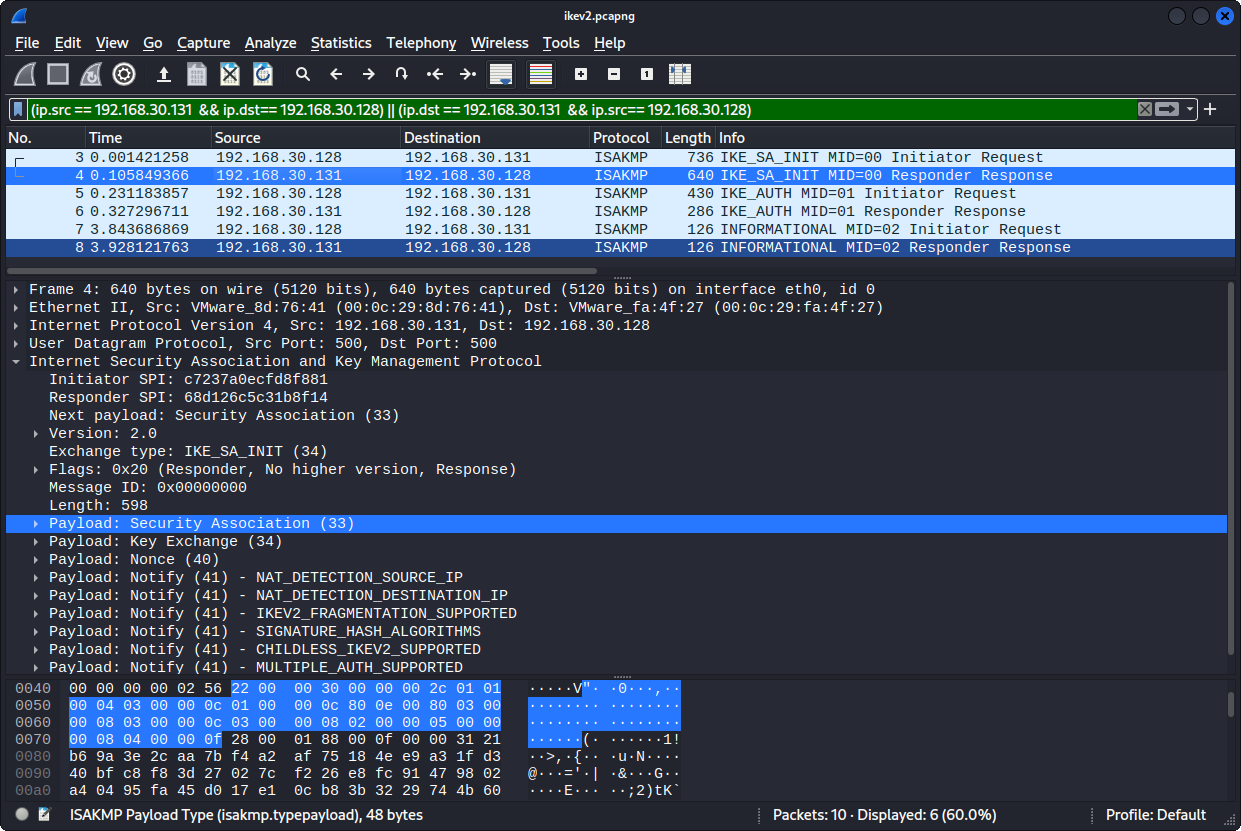 ikev2.pcapng
File Edit View Go Capture Analyze Statistics Telephony Wireless Tools Help
(ip.src == 192.168.30.131 && ip.dst== 192.168.30.128) || (ip.dst == 192.168.30.131 && ip.src== 192.168.30.128)
No. Time Source Destination Protocol Length Info
3 0.001421258 192.168.30.128 192.168.30.131 ISAKMP 736 IKE_SA_INIT MID=00 Initiator Request
4 0.105849366 192.168.30.131 192.168.30.128 ISAKMP 640 IKE_SA_INIT MID=00 Responder Response
5 0.231183857 192.168.30.128 192.168.30.131 ISAKMP 430 IKE_AUTH MID=01 Initiator Request
6 0.327296711 192.168.30.131 192.168.30.128 ISAKMP 286 IKE_AUTH MID=01 Responder Response
7 3.843686869 192.168.30.128 192.168.30.131 ISAKMP 126 INFORMATIONAL MID=02 Initiator Request
8 3.928121763 192.168.30.131 192.168.30.128 ISAKMP 126 INFORMATIONAL MID=02 Responder Response
Frame 4: 640 bytes on wire (5120 bits), 640 bytes captured (5120 bits) on interface eth0, id 0
Ethernet II, Src: VMware_8d:76:41 (00:0c:29:8d:76:41), Dst: VMware_fa:4f:27 (00:0c:29:fa:4f:27)
Internet Protocol Version 4, Src: 192.168.30.131, Dst: 192.168.30.128
User Datagram Protocol, Src Port: 500, Dst Port: 500
Internet Security Association and Key Management Protocol
Initiator SPI: c7237a0ecfd8f881
Responder SPI: 68d126c5c31b8f14
Next payload: Security Association (33)
Version: 2.0
Exchange type: IKE_SA_INIT (34)
Flags: 0x20 (Responder, No higher version, Response)
Message ID: 0x00000000
Length: 598
Payload: Security Association (33)
Payload: Key Exchange (34)
Payload: Nonce (40)
Payload: Notify (41) - NAT_DETECTION_SOURCE_IP
Payload: Notify (41) - NAT_DETECTION_DESTINATION_IP
Payload: Notify (41) - IKEV2_FRAGMENTATION_SUPPORTED
Payload: Notify (41) - SIGNATURE_HASH_ALGORITHMS
Payload: Notify (41) - CHILDLESS_IKEV2_SUPPORTED
Payload: Notify (41) - MULTIPLE_AUTH_SUPPORTED
0040 00 00 00 00 02 56 22 00 00 30 00 00 00 2c 01 01 ·····V"· ·0···,··
0050 00 04 03 00 00 0c 01 00 00 0c 80 0e 00 80 03 00 ········ ········
0060 00 08 03 00 00 0c 03 00 00 08 02 00 00 05 00 00 ········ ········
0070 00 08 04 00 00 0f 28 00 01 88 00 0f 00 00 31 21 ······(· ······1!
0080 b6 9a 3e 2c aa 7b f4 a2 af 75 18 4e e9 a3 1f d3 ··>,·{·· ·u·N····
0090 40 bf c8 f8 3d 27 02 7c f2 26 e8 fc 91 47 98 02 @···='·| ·&···G··
00a0 a4 04 95 fa 45 d0 17 e1 0c b8 3b 32 29 74 4b 60 ····E··· ··;2)tK`
ISAKMP Payload Type (isakmp.typepayload), 48 bytes Packets: 10 · Displayed: 6 (60.0%) Profile: Default